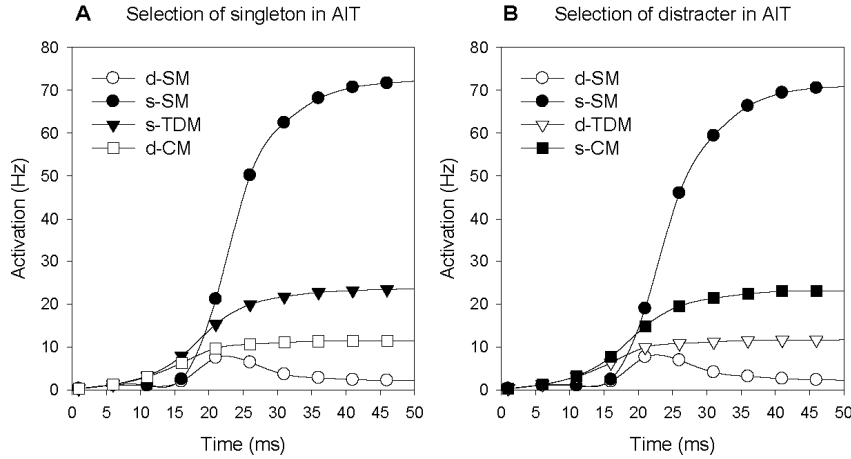 A Selection of singleton in AIT
80
70
60
50
40
30
20
10
0
Activation (Hz)
d-SM
s-SM
s-TDM
d-CM
0 5 10 15 20 25 30 35 40 45 50
Time (ms)
B Selection of distracter in AIT
80
70
60
50
40
30
20
10
0
Activation (Hz)
d-SM
s-SM
d-TDM
s-CM
0 5 10 15 20 25 30 35 40 45 50
Time (ms)